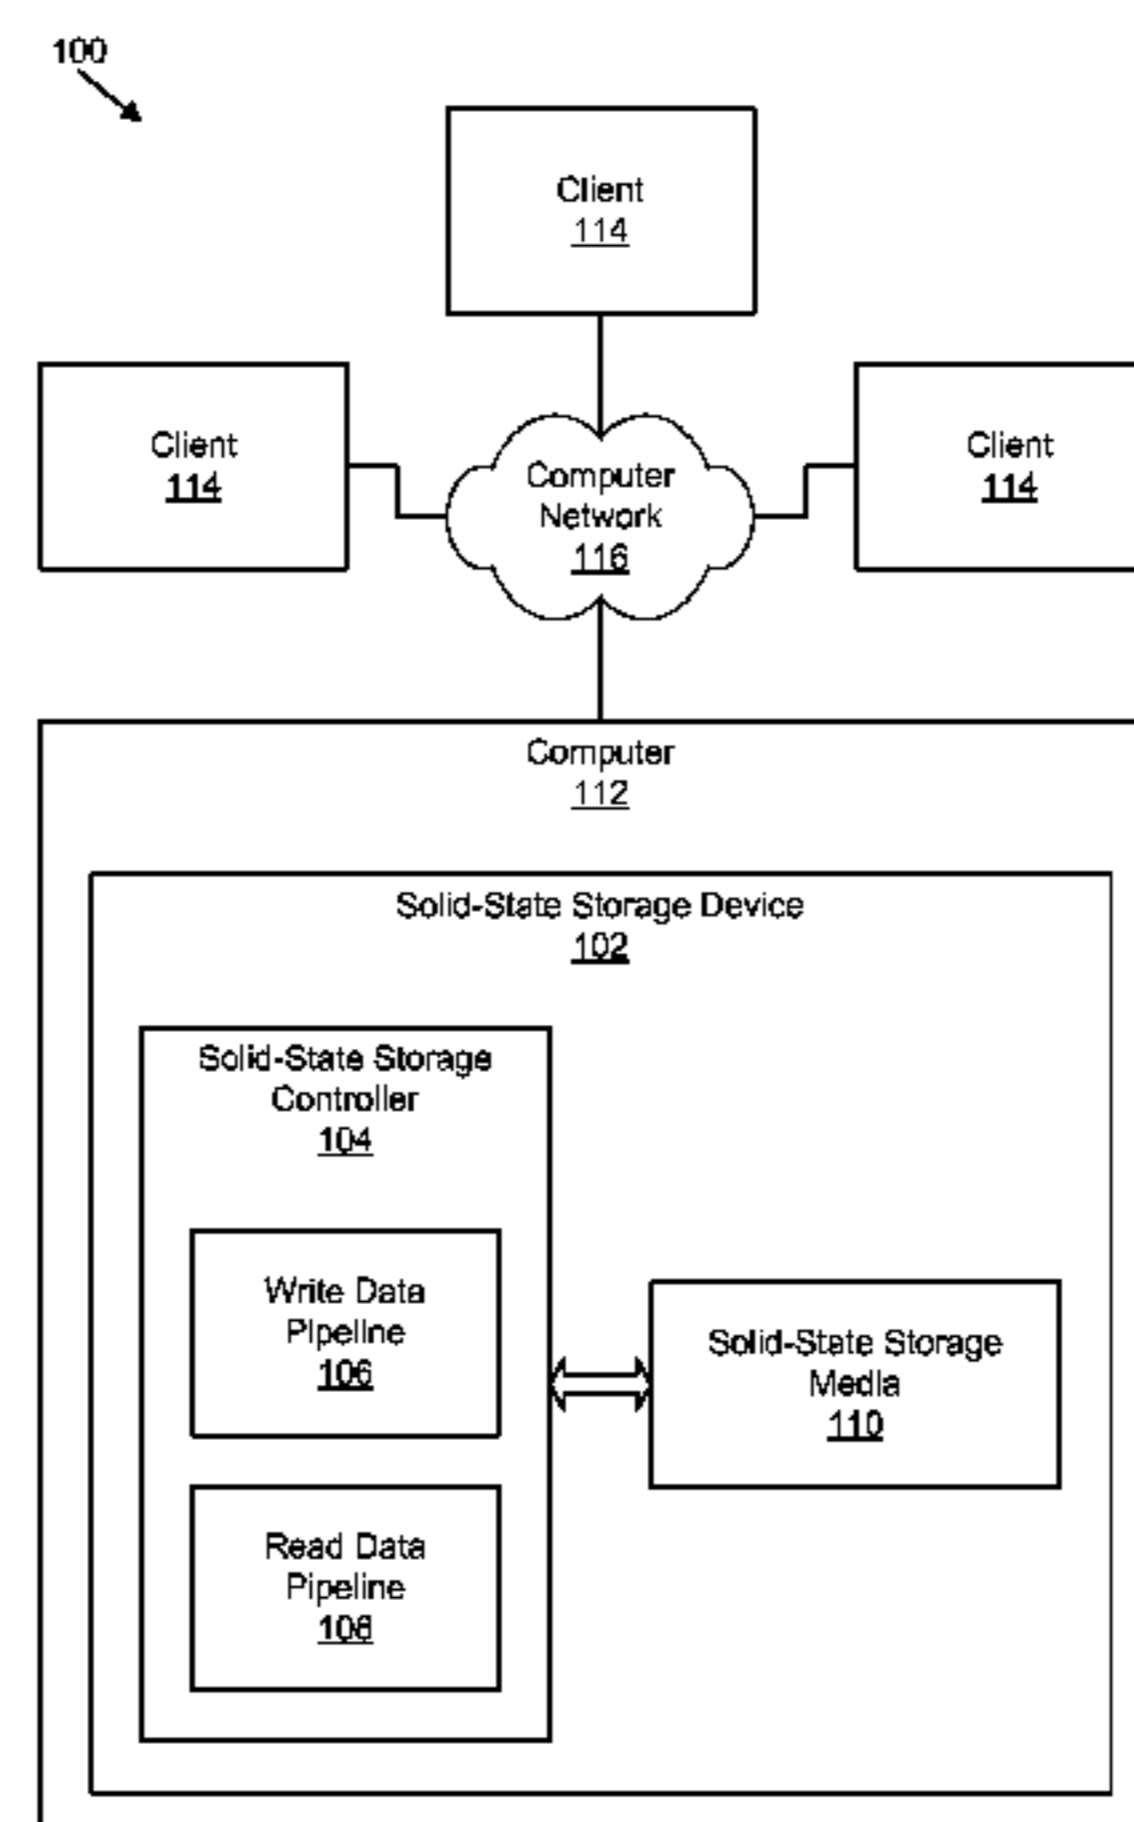 100
Client
114
Client
114
Computer
Network
116
Client
114
Computer
112
Solid-State Storage Device
102
Solid-State Storage
Controller
104
Write Data
Pipeline
106
Solid-State Storage
Media
110
Read Data
Pipeline
108